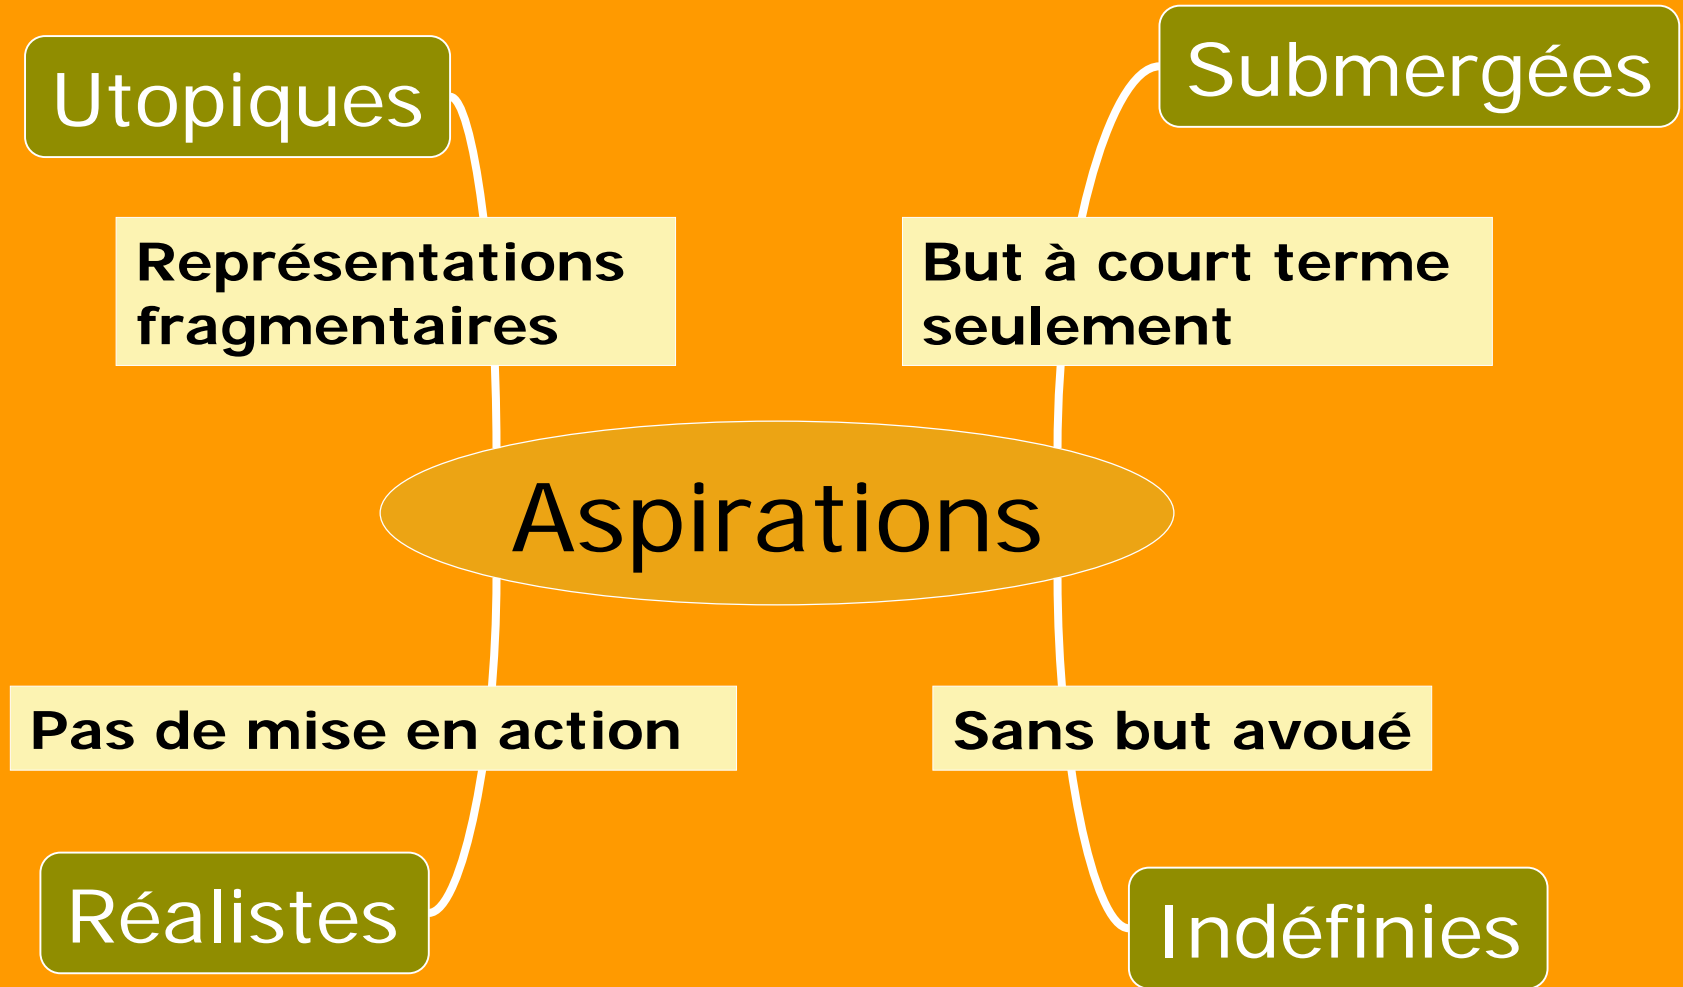 Utopiques
Submergées
Représentations
fragmentaires
But à court terme
seulement
Aspirations
Pas de mise en action
Sans but avoué
Réalistes
Indéfinies